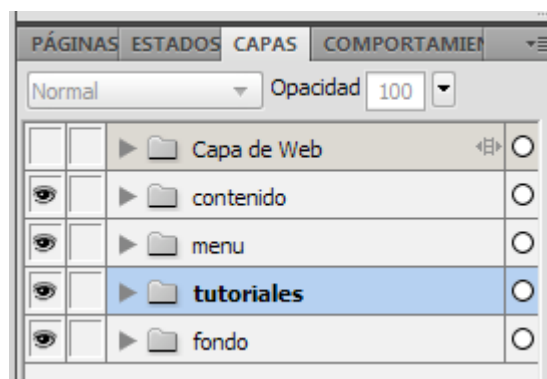 PÁGINAS ESTADOS CAPAS COMPORTAMIEN
Normal Opacidad 100
Capa de Web
contenido
menu
tutoriales
fondo